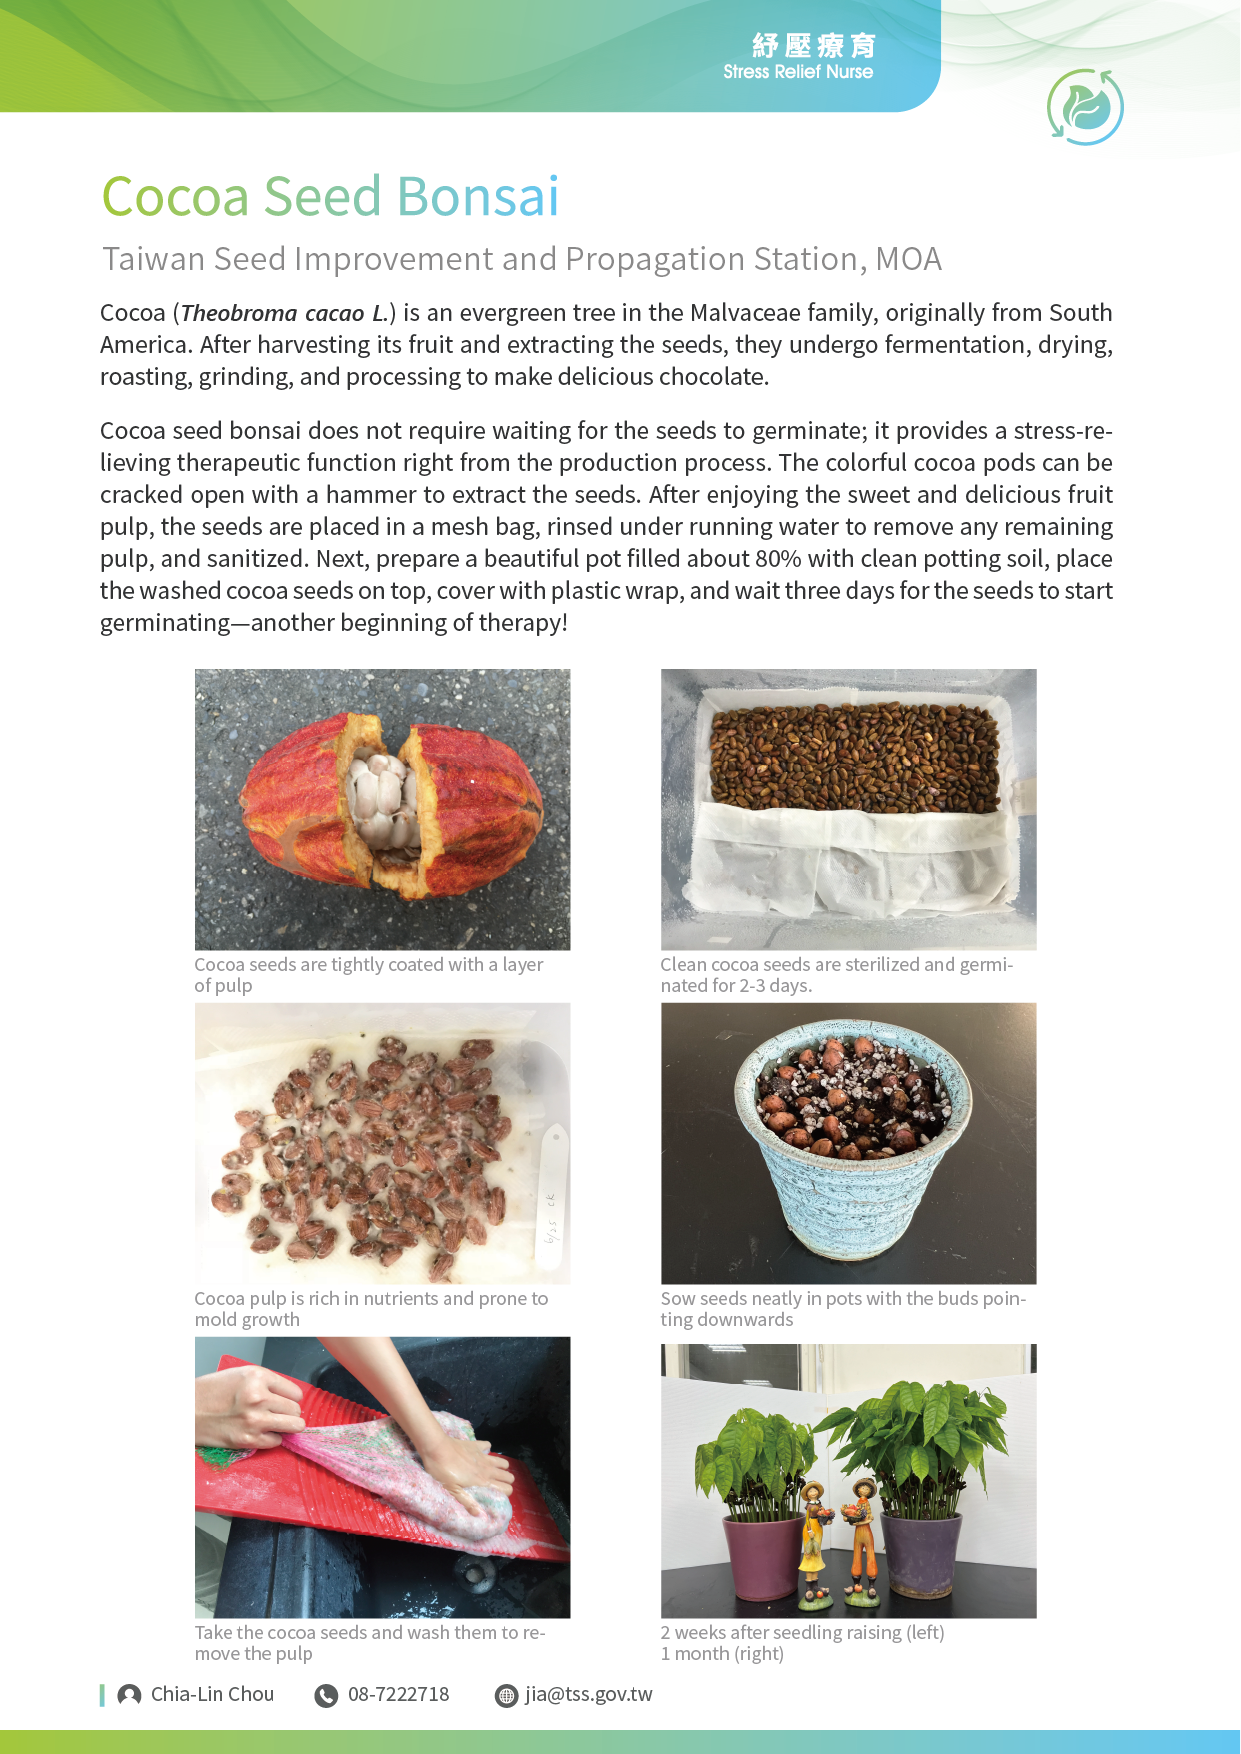 紓壓療育
Stress Relief Nurse
Cocoa Seed Bonsai
Taiwan Seed Improvement and Propagation Station, MOA
Cocoa (Theobroma cacao L.) is an evergreen tree in the Malvaceae family, originally from South
America. After harvesting its fruit and extracting the seeds, they undergo fermentation, drying,
roasting, grinding, and processing to make delicious chocolate.
Cocoa seed bonsai does not require waiting for the seeds to germinate; it provides a stress-re-
lieving therapeutic function right from the production process. The colorful cocoa pods can be
cracked open with a hammer to extract the seeds. After enjoying the sweet and delicious fruit
pulp, the seeds are placed in a mesh bag, rinsed under running water to remove any remaining
pulp, and sanitized. Next, prepare a beautiful pot filled about 80% with clean potting soil, place
the washed cocoa seeds on top, cover with plastic wrap, and wait three days for the seeds to start
germinating—another beginning of therapy!
Cocoa seeds are tightly coated with a layer
of pulp
Clean cocoa seeds are sterilized and germi-
nated for 2-3 days.
6/25 CK
Cocoa pulp is rich in nutrients and prone to
mold growth
Sow seeds neatly in pots with the buds poin-
ting downwards
Take the cocoa seeds and wash them to re-
move the pulp
2 weeks after seedling raising (left)
1 month (right)
Chia-Lin Chou
08-7222718
jia@tss.gov.tw